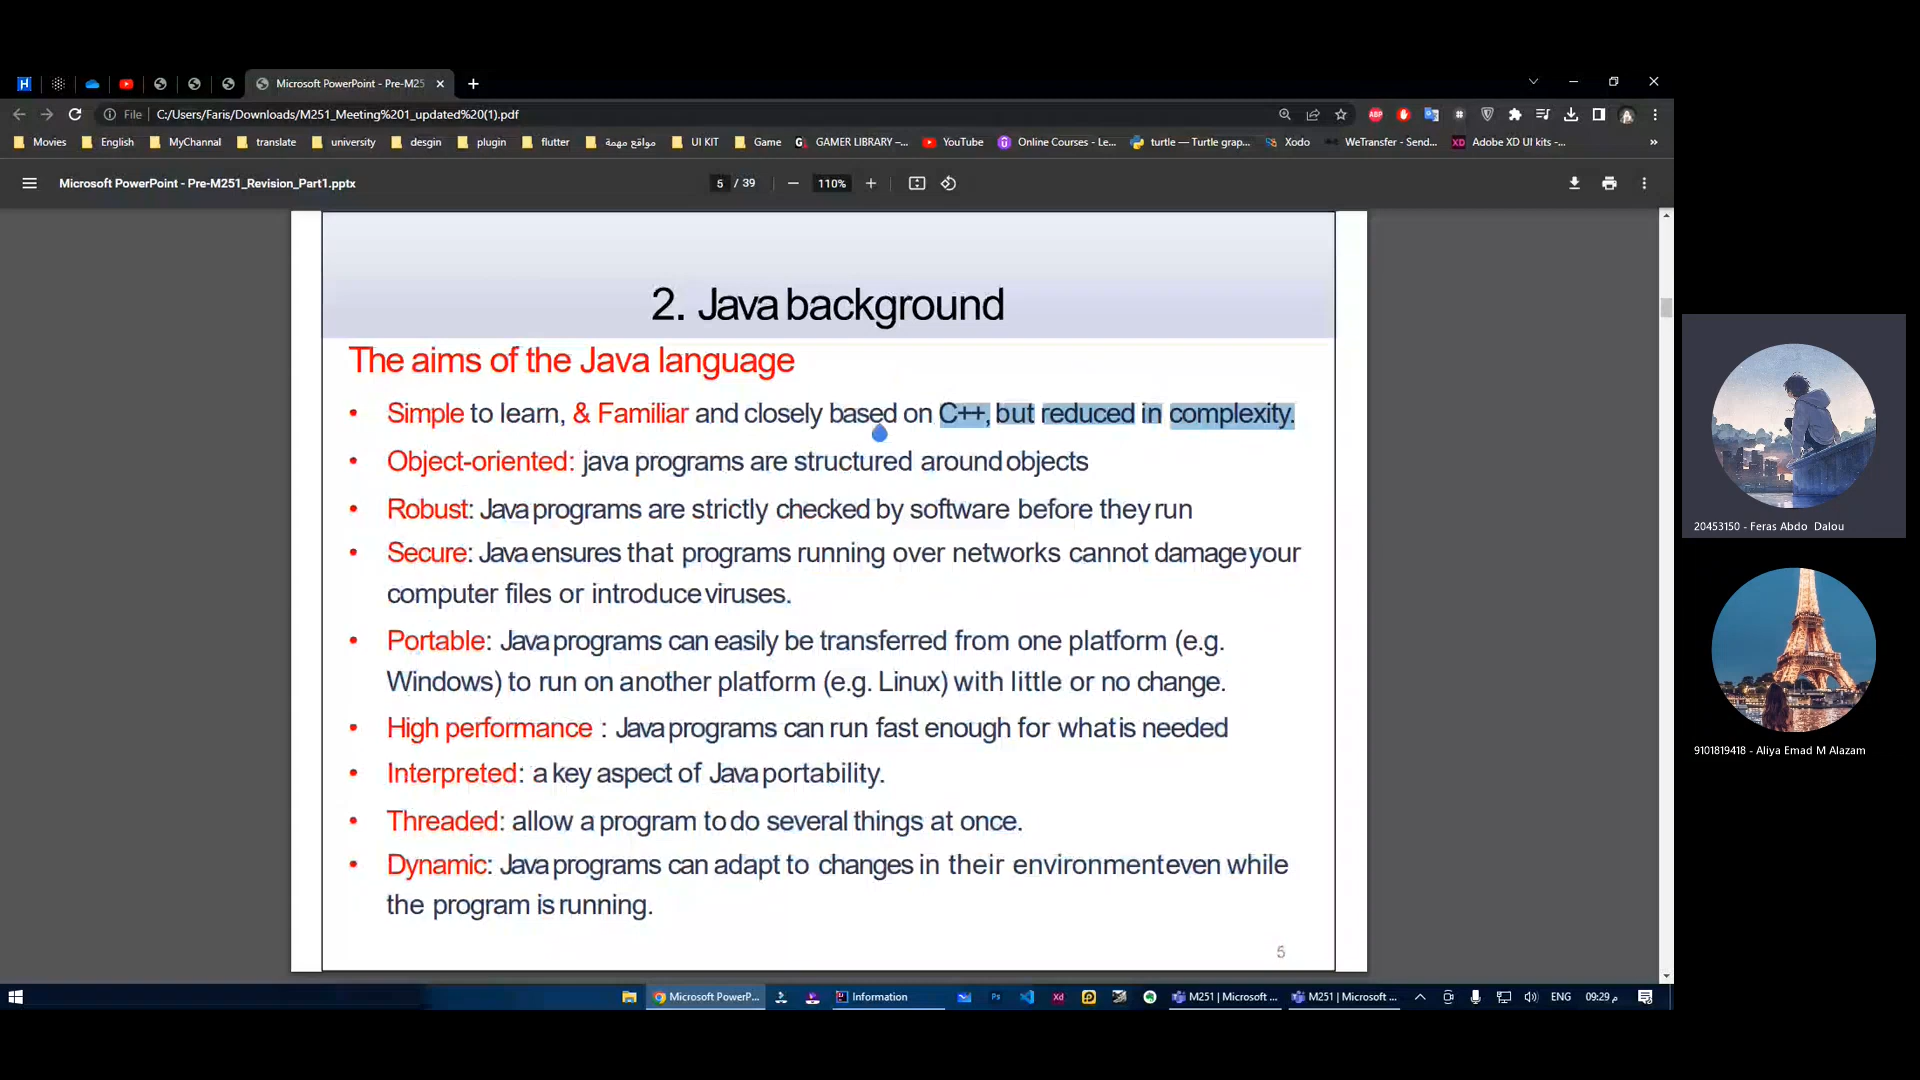 Microsoft PowerPoint - Pre-M25
File
C:/Users/Faris/Downloads/M251_Meeting%201_updated%20(1).pdf
Movies
English
MyChannal
translate
university
desgin
plugin
flutter
مواقع مهمة
UI KIT
Game
GAMER LIBRARY –...
YouTube
Online Courses - Le...
turtle — Turtle grap...
Xodo
WeTransfer - Send...
Adobe XD UI kits -...
Microsoft PowerPoint - Pre-M251_Revision_Part1.pptx
5 / 39
110%
2. Java background
The aims of the Java language
• Simple to learn, & Familiar and closely based on C++, but reduced in complexity.
• Object-oriented: java programs are structured around objects
• Robust: Java programs are strictly checked by software before they run
• Secure: Java ensures that programs running over networks cannot damage your
computer files or introduce viruses.
• Portable: Java programs can easily be transferred from one platform (e.g.
Windows) to run on another platform (e.g. Linux) with little or no change.
• High performance : Java programs can run fast enough for what is needed
• Interpreted: a key aspect of Java portability.
• Threaded: allow a program to do several things at once.
• Dynamic: Java programs can adapt to changes in their environment even while
the program is running.
5
20453150 - Feras Abdo Dalou
9101819418 - Aliya Emad M Alazam
Microsoft PowerP...
Information
M251 | Microsoft ...
M251 | Microsoft ...
ENG
09:29 م